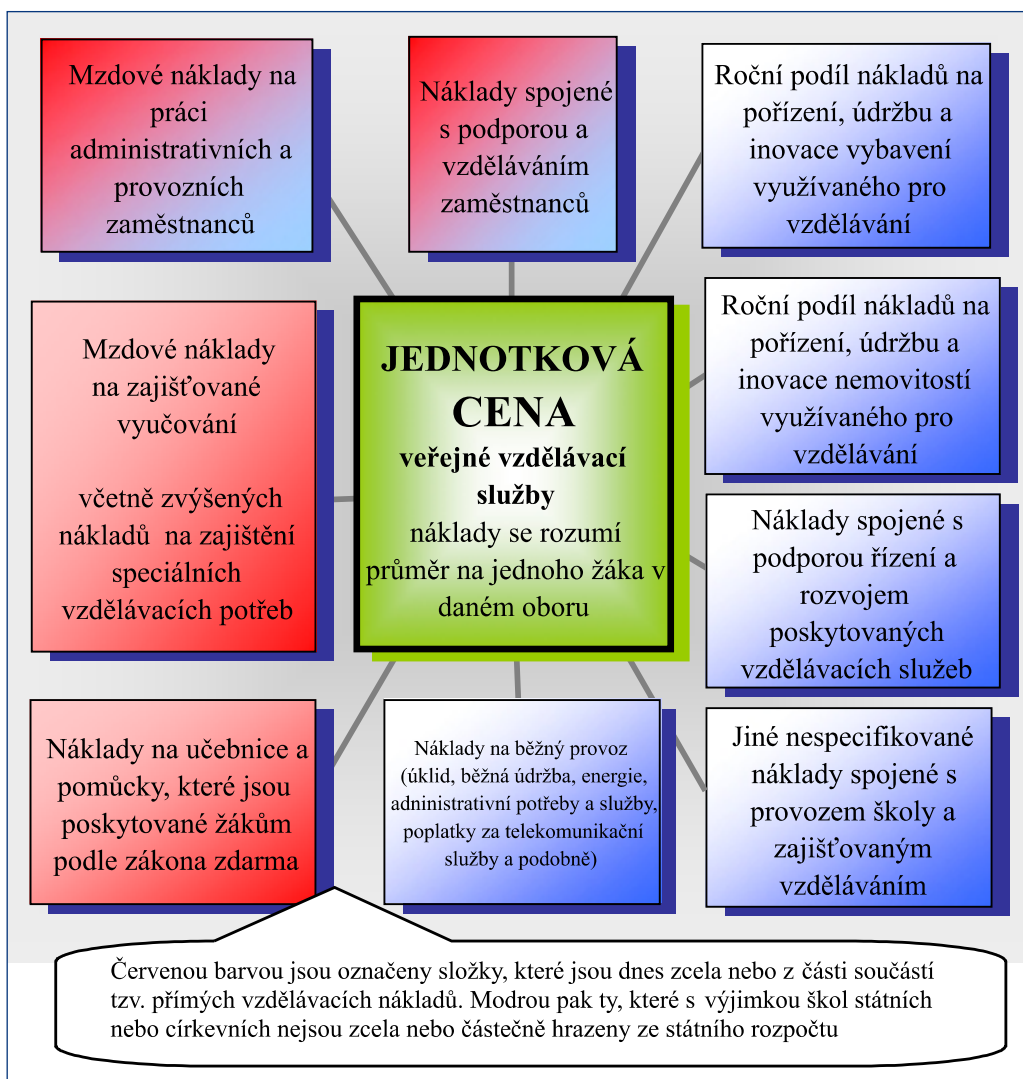 Mzdové náklady na
práci
administrativních a
provozních
zaměstnanců
Náklady spojené
s podporou a
vzděláváním
zaměstnanců
Roční podíl nákladů na
pořízení, údržbu a
inovace vybavení
využívaného pro
vzdělávání
Mzdové náklady
na zajišťované
vyučování
včetně zvýšených
nákladů na zajištění
speciálních
vzdělávacích potřeb
JEDNOTKOVÁ
CENA
veřejné vzdělávací
služby
náklady se rozumí
průměr na jednoho žáka v
daném oboru
Roční podíl nákladů na
pořízení, údržbu a
inovace nemovitostí
využívaného pro
vzdělávání
Náklady spojené s
podporou řízení a
rozvojem
poskytovaných
vzdělávacích služeb
Náklady na učebnice a
pomůcky, které jsou
poskytované žákům
podle zákona zdarma
Náklady na běžný provoz
(úklid, běžná údržba, energie,
adninistrativní potřeby a služby,
poplatky za telekomunikační
služby a podobně)
Jiné nespecifikované
náklady spojené s
provozem školy a
zajišťovaným
vzděláváním
Červenou barvou jsou označeny složky, které jsou dnes zcela nebo z části součástí
tzv. přímých vzdělávacích nákladů. Modrou pak ty, které s výjimkou škol státních
nebo církevních nejsou zcela nebo částečně hrazeny ze státního rozpočtu